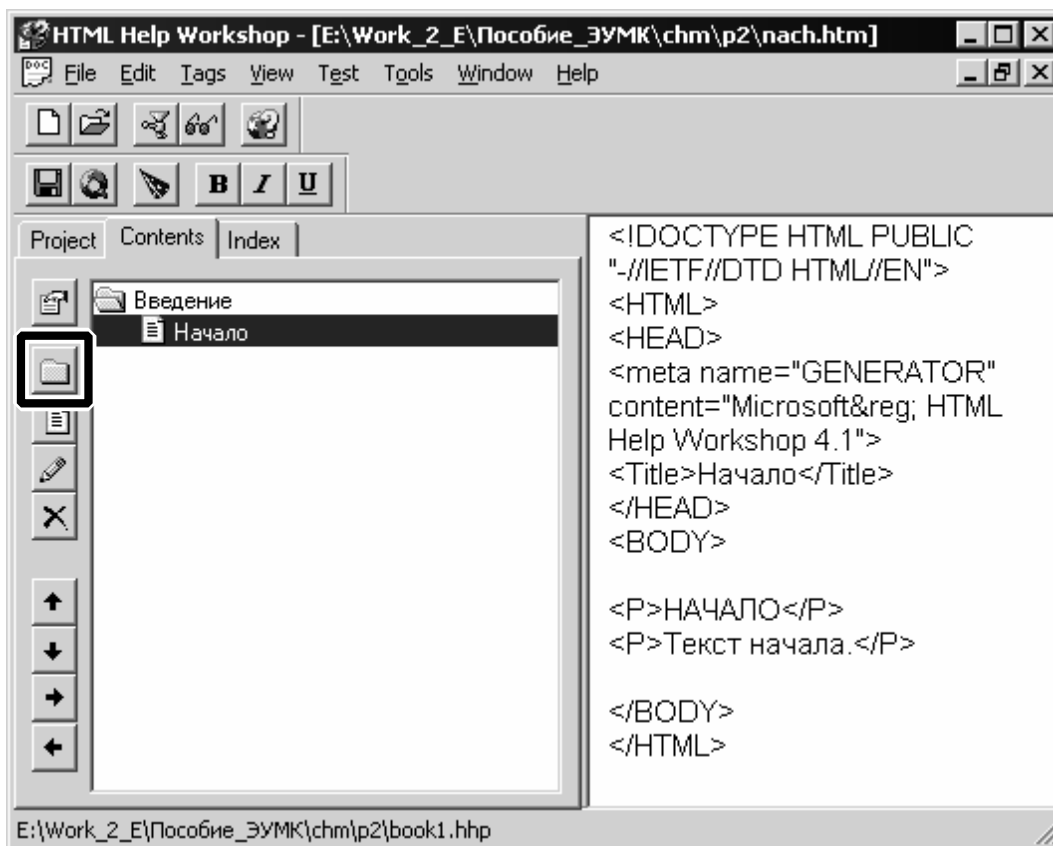 HTML Help Workshop - [E:\Work_2_E\Пособие_ЭУМК\chm\p2\nach.htm]
File Edit Tags View Test Tools Window Help
B I U
Project Contents Index
Введение
Начало
<!DOCTYPE HTML PUBLIC
"-//IETF//DTD HTML//EN">
<HTML>
<HEAD>
<meta name="GENERATOR"
content="Microsoft&reg; HTML
Help Workshop 4.1">
<Title>Начало</Title>
</HEAD>
<BODY>
<P>НАЧАЛО</P>
<P>Текст начала.</P>
</BODY>
</HTML>
E:\Work_2_E\Пособие_ЭУМК\chm\p2\book1.hhp